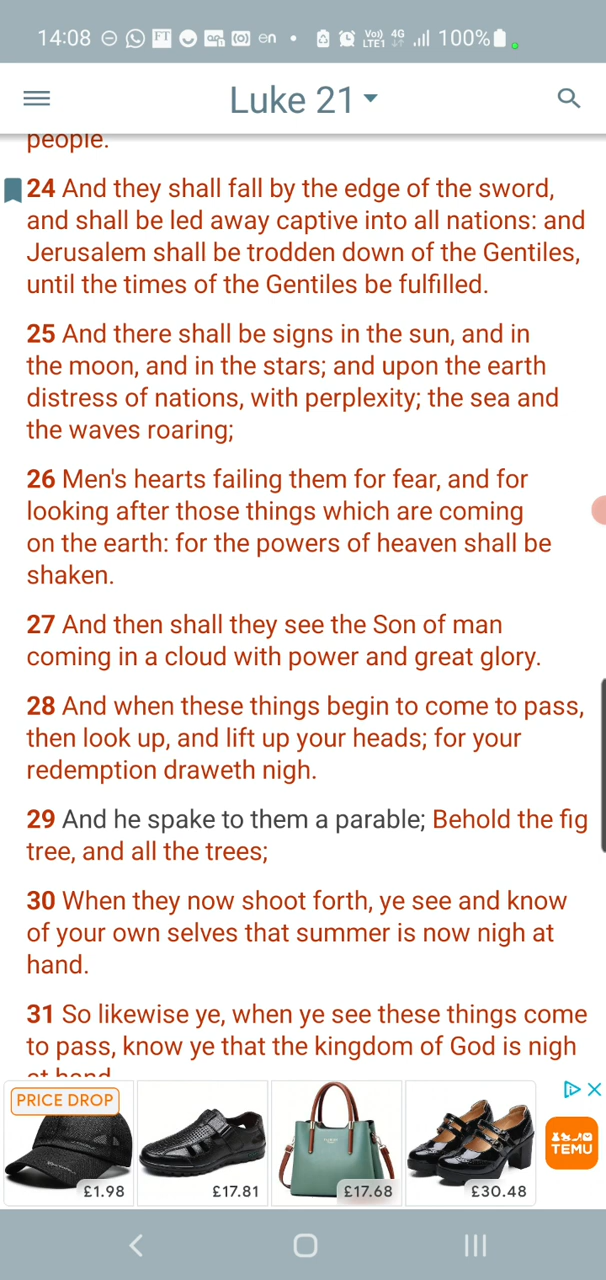 14:08 FT en • Vo) LTE1 4G 100%
Luke 21
people.
24 And they shall fall by the edge of the sword,
and shall be led away captive into all nations: and
Jerusalem shall be trodden down of the Gentiles,
until the times of the Gentiles be fulfilled.
25 And there shall be signs in the sun, and in
the moon, and in the stars; and upon the earth
distress of nations, with perplexity; the sea and
the waves roaring;
26 Men's hearts failing them for fear, and for
looking after those things which are coming
on the earth: for the powers of heaven shall be
shaken.
27 And then shall they see the Son of man
coming in a cloud with power and great glory.
28 And when these things begin to come to pass,
then look up, and lift up your heads; for your
redemption draweth nigh.
29 And he spake to them a parable; Behold the fig
tree, and all the trees;
30 When they now shoot forth, ye see and know
of your own selves that summer is now nigh at
hand.
31 So likewise ye, when ye see these things come
to pass, know ye that the kingdom of God is nigh
at hand
PRICE DROP
£1.98
£17.81
£17.68
£30.48
TEMU